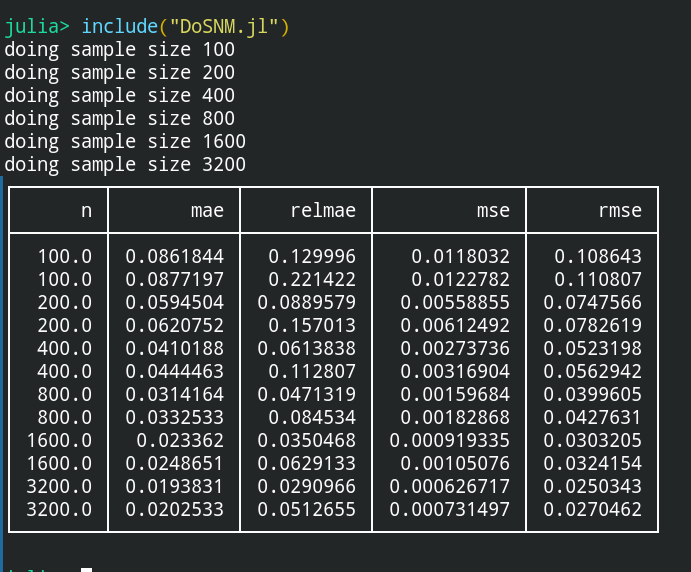 julia> include("DoSNM.jl")
doing sample size 100
doing sample size 200
doing sample size 400
doing sample size 800
doing sample size 1600
doing sample size 3200
n mae relmae mse rmse
100.0 0.0861844 0.129996 0.0118032 0.108643
100.0 0.0877197 0.221422 0.0122782 0.110807
200.0 0.0594504 0.0889579 0.00558855 0.0747566
200.0 0.0620752 0.157013 0.00612492 0.0782619
400.0 0.0410188 0.0613838 0.00273736 0.0523198
400.0 0.0444463 0.112807 0.00316904 0.0562942
800.0 0.0314164 0.0471319 0.00159684 0.0399605
800.0 0.0332533 0.084534 0.00182868 0.0427631
1600.0 0.023362 0.0350468 0.000919335 0.0303205
1600.0 0.0248651 0.0629133 0.00105076 0.0324154
3200.0 0.0193831 0.0290966 0.000626717 0.0250343
3200.0 0.0202533 0.0512655 0.000731497 0.0270462